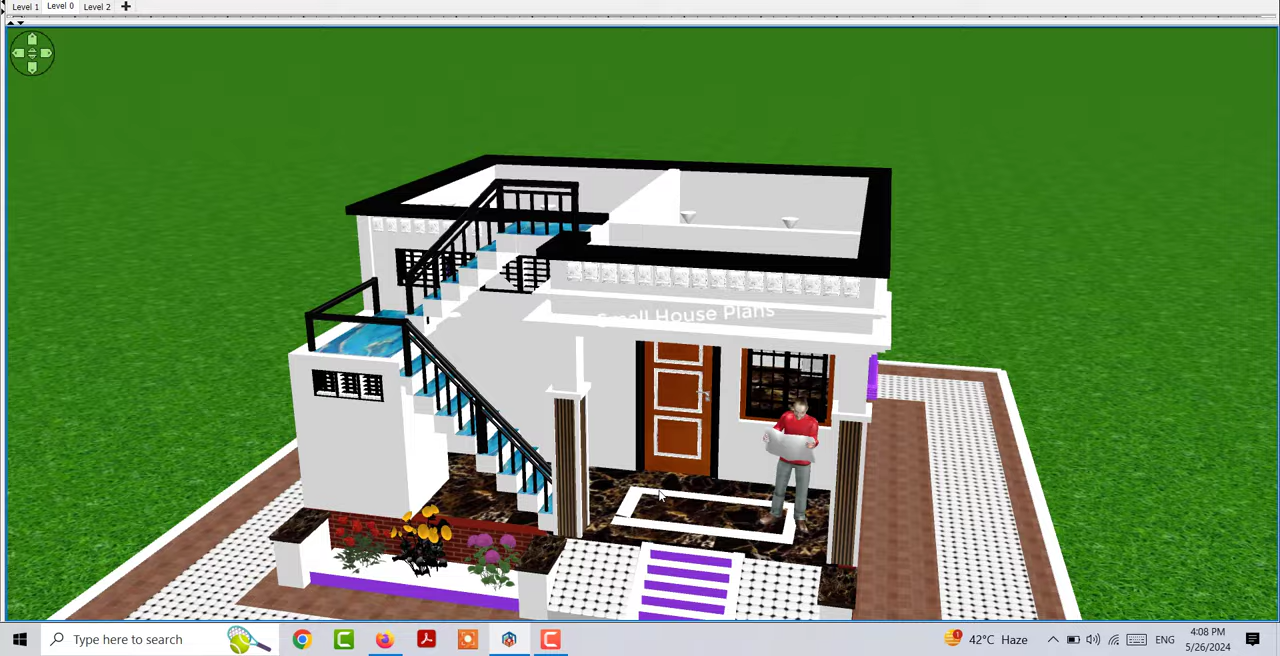 Level 1 Level 0 Level 2
Small House Plans
Type here to search
42°C Haze
ENG
4:08 PM
5/26/2024
1